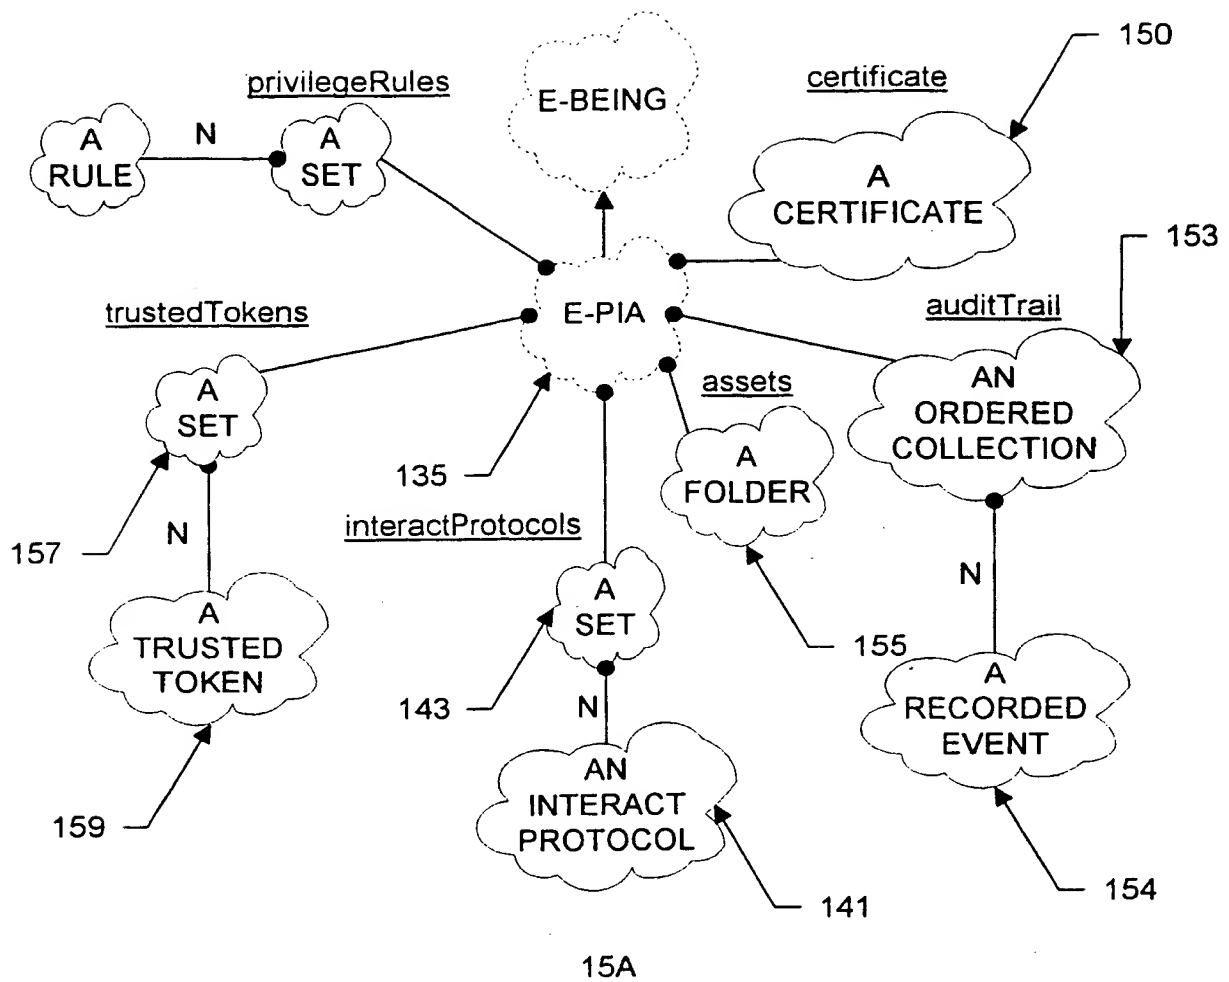 150
privilegeRules
E-BEING
certificate
A
RULE
N
A
SET
A
CERTIFICATE
153
trustedTokens
E-PIA
auditTrail
A
SET
135
assets
A
FOLDER
AN
ORDERED
COLLECTION
157
N
interactProtocols
A
SET
155
N
A
TRUSTED
TOKEN
143
N
A
RECORDED
EVENT
159
AN
INTERACT
PROTOCOL
141
154
15A